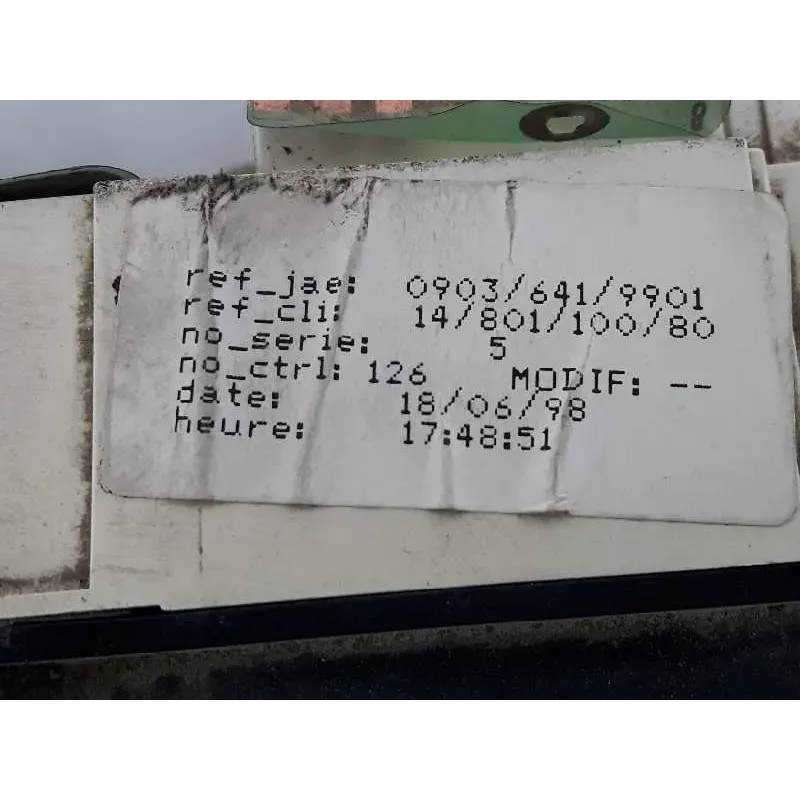 ref_jae: 0903/641/9901
ref_cli: 14/801/100/80
no_serie: 5
no_ctrl: 126 MODIF: --
date: 18/06/98
heure: 17:48:51